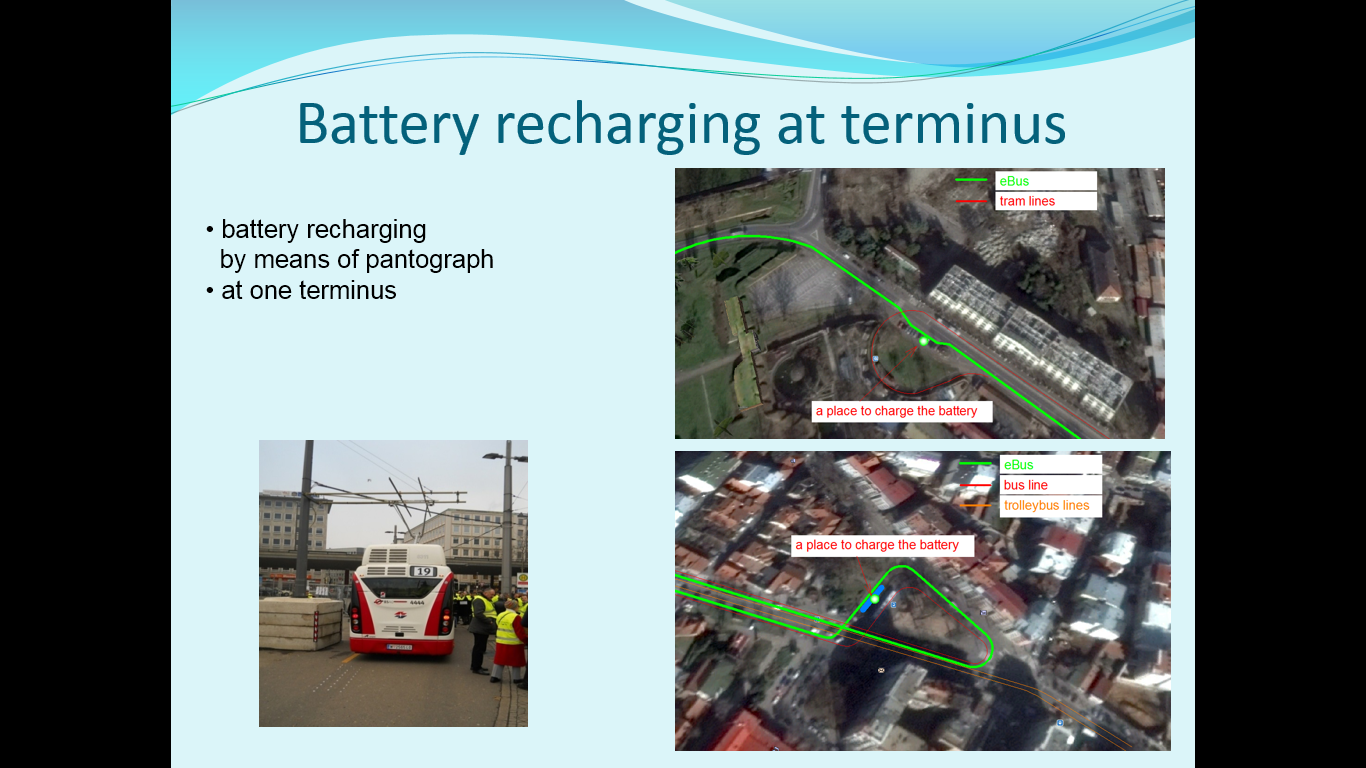 Battery recharging at terminus
• battery recharging
by means of pantograph
• at one terminus
eBus
tram lines
a place to charge the battery
eBus
bus line
trolleybus lines
a place to charge the battery
19
4444